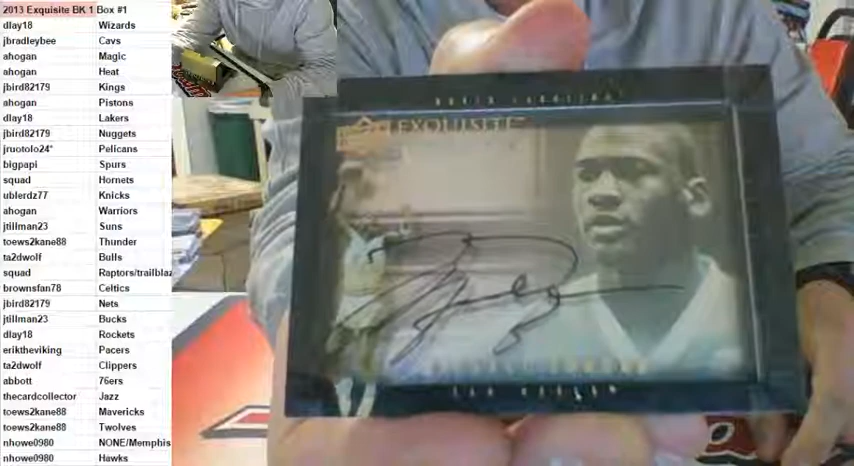 2013 Exquisite BK 1 Box #1
dlay18 Wizards
jbradleybee Cavs
ahogan Magic
ahogan Heat
jbird82179 Kings
ahogan Pistons
dlay18 Lakers
jbird82179 Nuggets
jruotolo24* Pelicans
bigpapi Spurs
squad Hornets
ublerdz77 Knicks
ahogan Warriors
jtillman23 Suns
toews2kane88 Thunder
ta2dwolf Bulls
squad Raptors/trailblaz
brownsfan78 Celtics
jbird82179 Nets
jtillman23 Bucks
dlay18 Rockets
eriktheviking Pacers
ta2dwolf Clippers
abbott 76ers
thecardcollector Jazz
toews2kane88 Mavericks
toews2kane88 Twolves
nhowe0980 NONE/Memphis
nhowe0980 Hawks
EXQUISITE